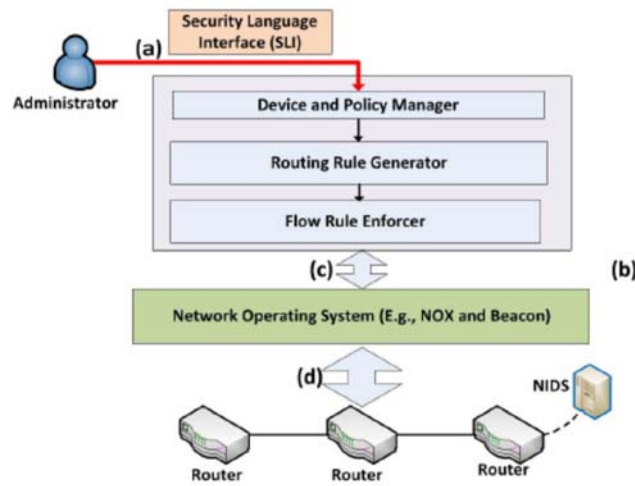 Security Language
Interface (SLI)
(a)
Administrator
Device and Policy Manager
Routing Rule Generator
Flow Rule Enforcer
(c)
(b)
Network Operating System (E.g., NOX and Beacon)
(d)
NIDS
Router
Router
Router